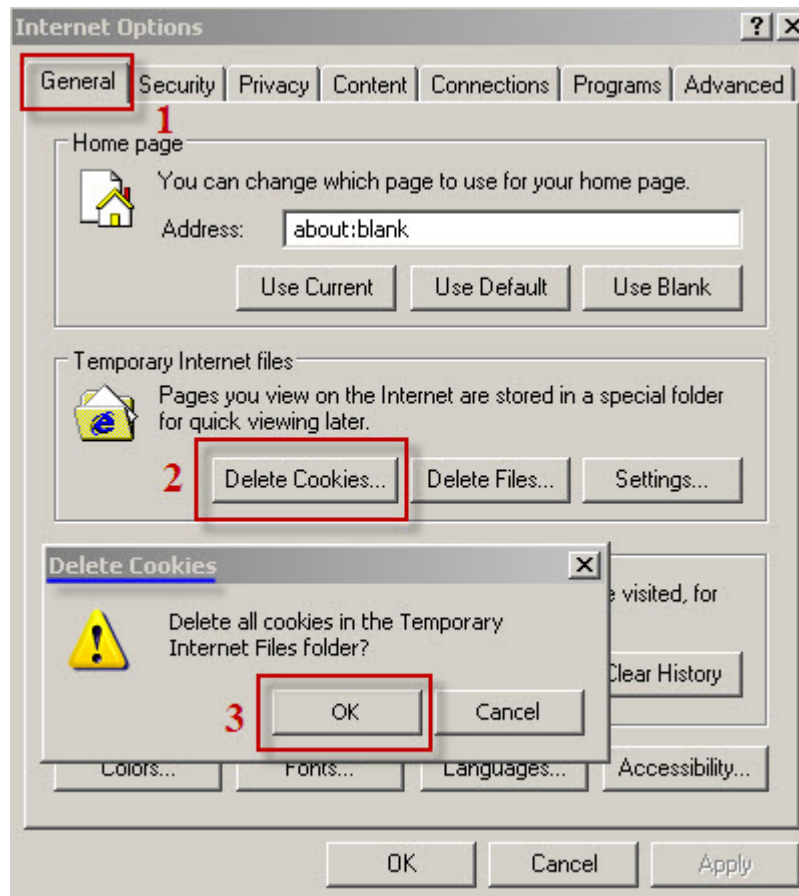 Internet Options
General Security Privacy Content Connections Programs Advanced
1
Home page
You can change which page to use for your home page.
Address: about:blank
Use Current Use Default Use Blank
Temporary Internet files
Pages you view on the Internet are stored in a special folder
for quick viewing later.
2 Delete Cookies... Delete Files... Settings...
Delete Cookies
visited, for
Delete all cookies in the Temporary
Internet Files folder?
Clear History
3 OK Cancel
Colors... Fonts... Languages... Accessibility...
OK Cancel Apply